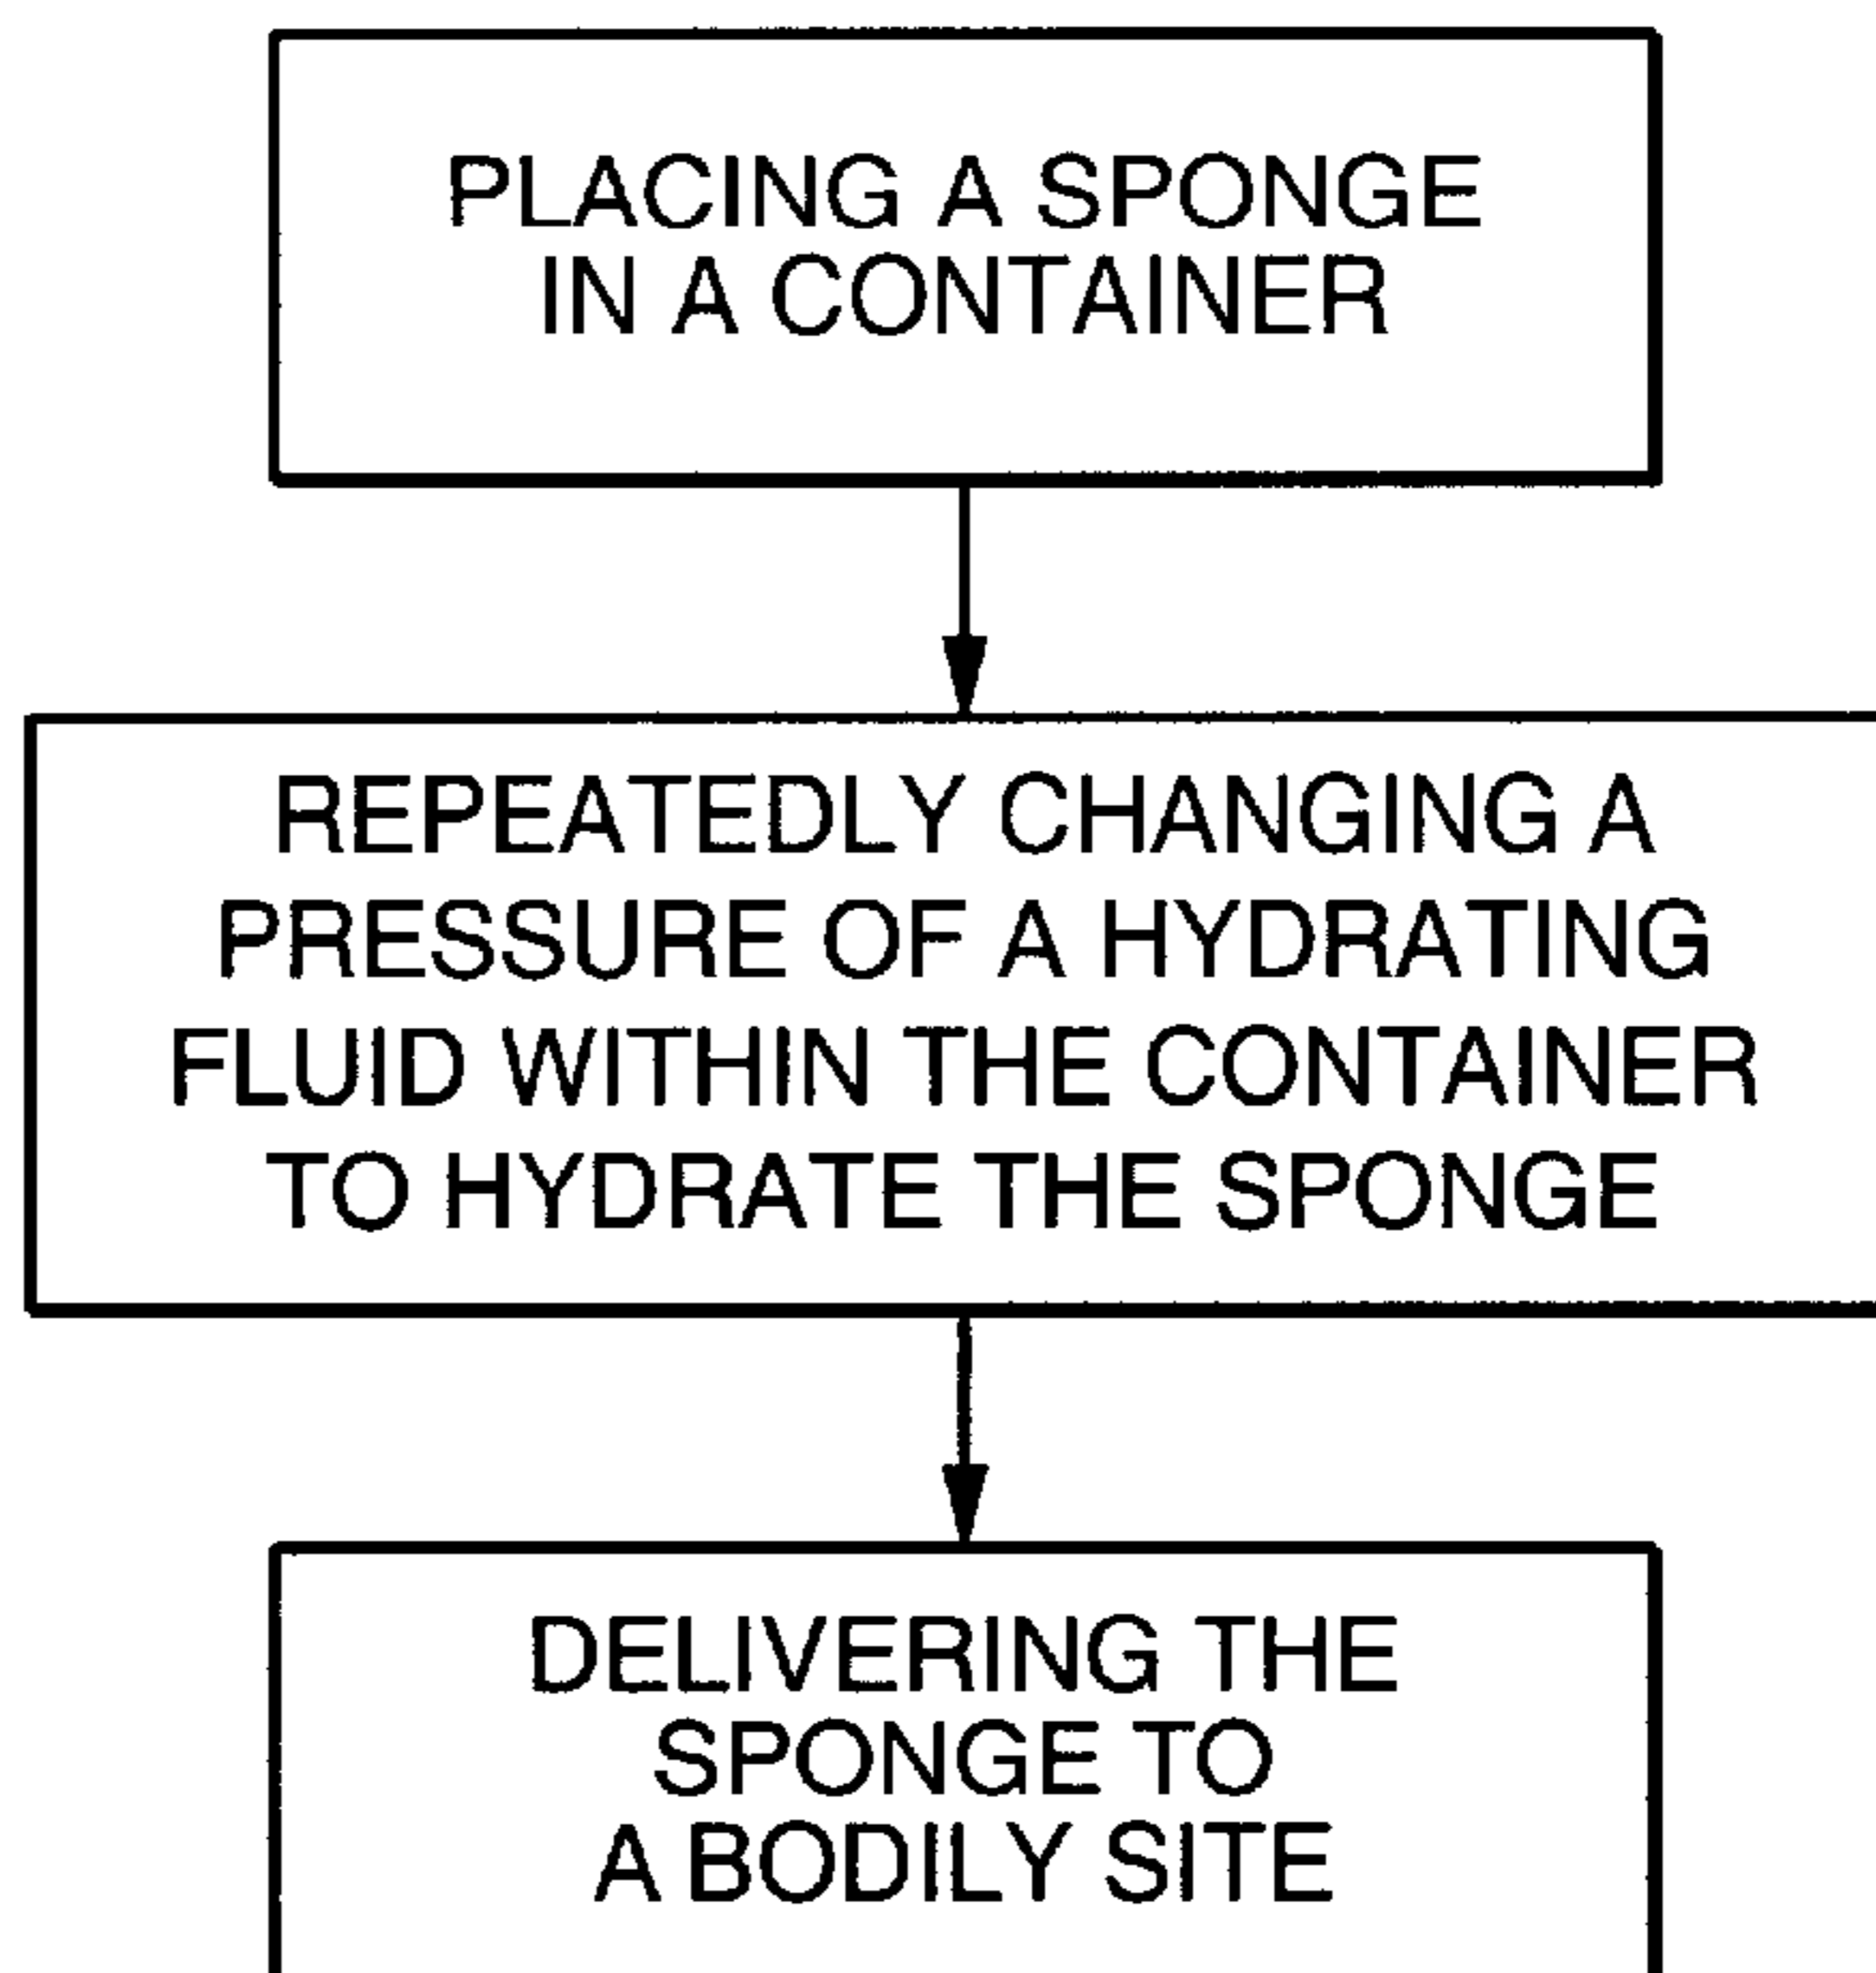 PLACING A SPONGE
IN A CONTAINER
REPEATEDLY CHANGING A
PRESSURE OF A HYDRATING
FLUID WITHIN THE CONTAINER
TO HYDRATE THE SPONGE
DELIVERING THE
SPONGE TO
A BODILY SITE